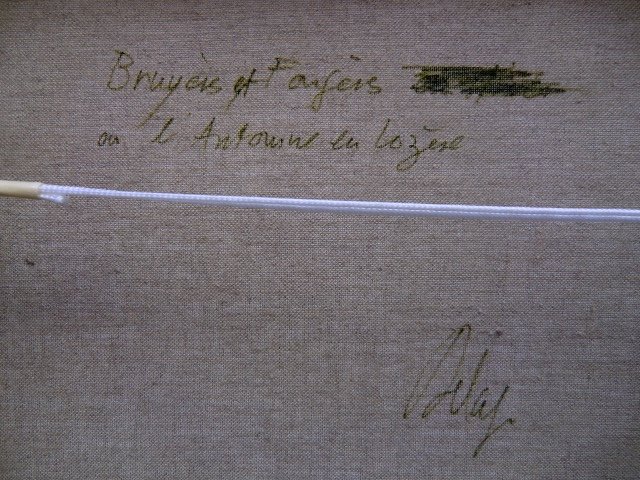 Bruyères et Fougères
ou l'Automne en Lozère